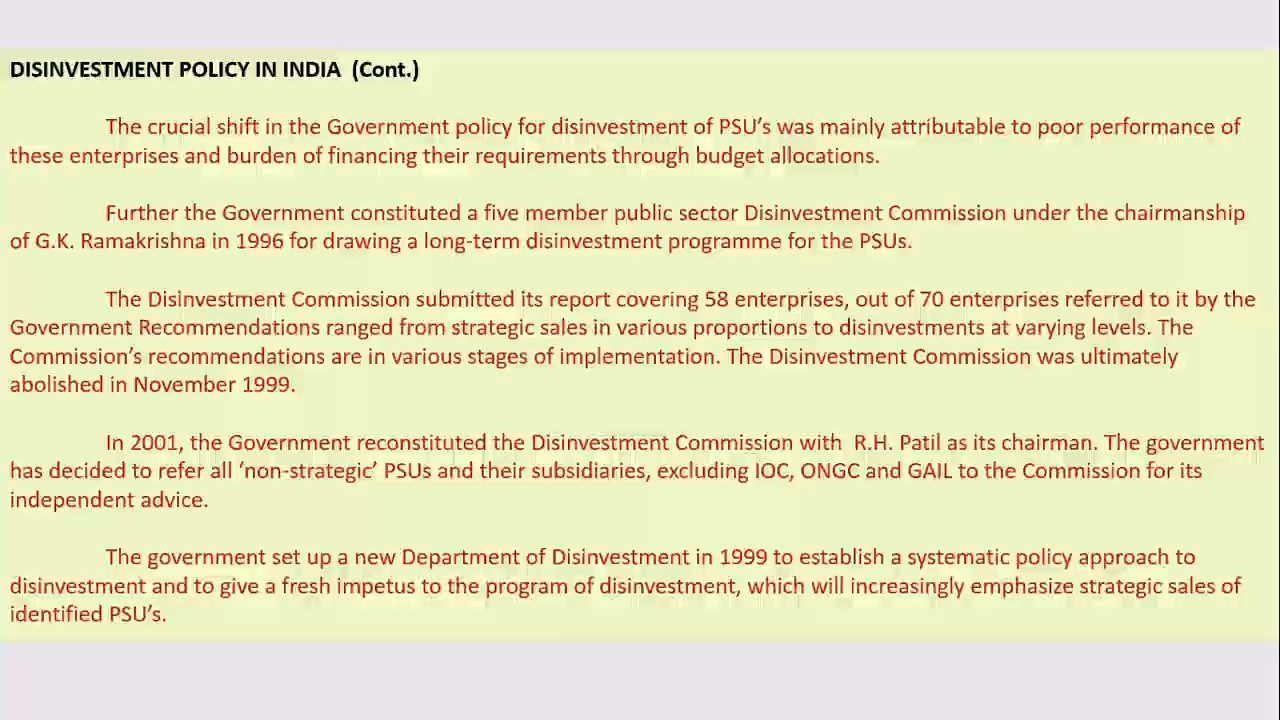 DISINVESTMENT POLICY IN INDIA (Cont.)
The crucial shift in the Government policy for disinvestment of PSU's was mainly attributable to poor performance of
these enterprises and burden of financing their requirements through budget allocations.
Further the Government constituted a five member public sector Disinvestment Commission under the chairmanship
of G.K. Ramakrishna in 1996 for drawing a long-term disinvestment programme for the PSUs.
The Disinvestment Commission submitted its report covering 58 enterprises, out of 70 enterprises referred to it by the
Government Recommendations ranged from strategic sales in various proportions to disinvestments at varying levels. The
Commission's recommendations are in various stages of implementation. The Disinvestment Commission was ultimately
abolished in November 1999.
In 2001, the Government reconstituted the Disinvestment Commission with R.H. Patil as its chairman. The government
has decided to refer all 'non-strategic' PSUs and their subsidiaries, excluding IOC, ONGC and GAIL to the Commission for its
independent advice.
The government set up a new Department of Disinvestment in 1999 to establish a systematic policy approach to
disinvestment and to give a fresh impetus to the program of disinvestment, which will increasingly emphasize strategic sales of
identified PSU's.